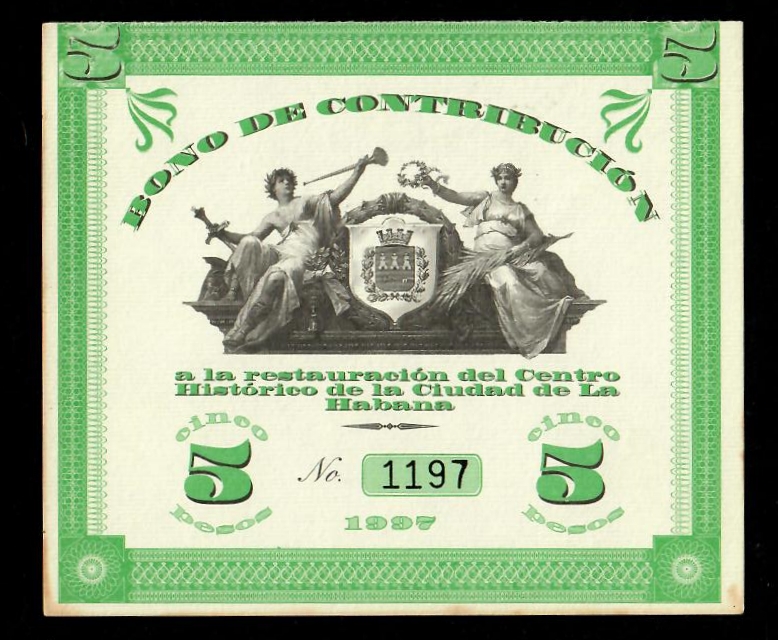 5 5
BONO DE CONTRIBUCIÓN
a la restauración del Centro
Histórico de la Ciudad de La
Habana
cinco cinco
5 No. 1197 5
pesos 1997 pesos